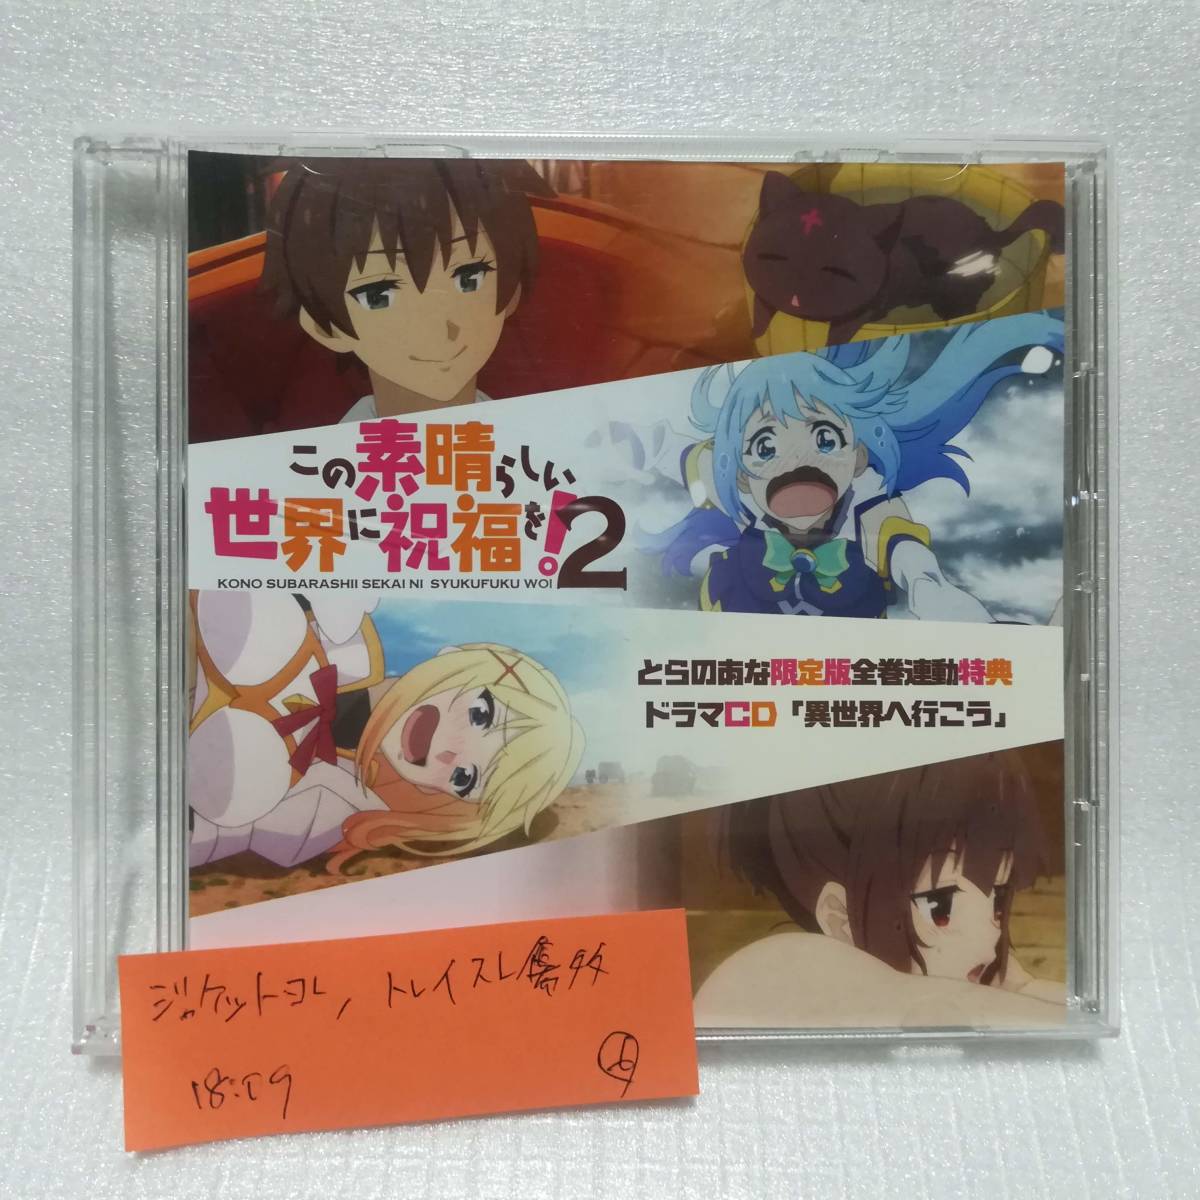 この素晴らしい
世界に祝福を!2
KONO SUBARASHII SEKAI NI SYUKUFUKU WO!
とらのあな限定版全巻連動特典
ドラマCD「異世界へ行こう」
ジャケットヨレ, トレイスレ傷
18:09